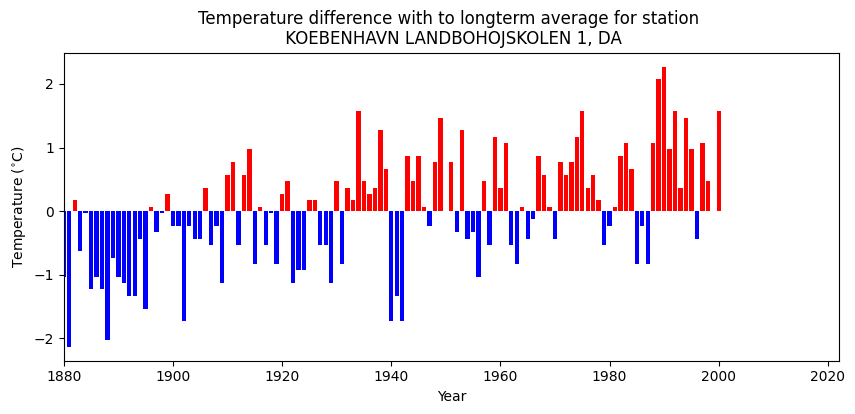 Temperature difference with to longterm average for station
KOEBENHAVN LANDBOHOJSKOLEN 1, DA
Temperature (°C)
2
1
0
−1
−2
1880 1900 1920 1940 1960 1980 2000 2020
Year